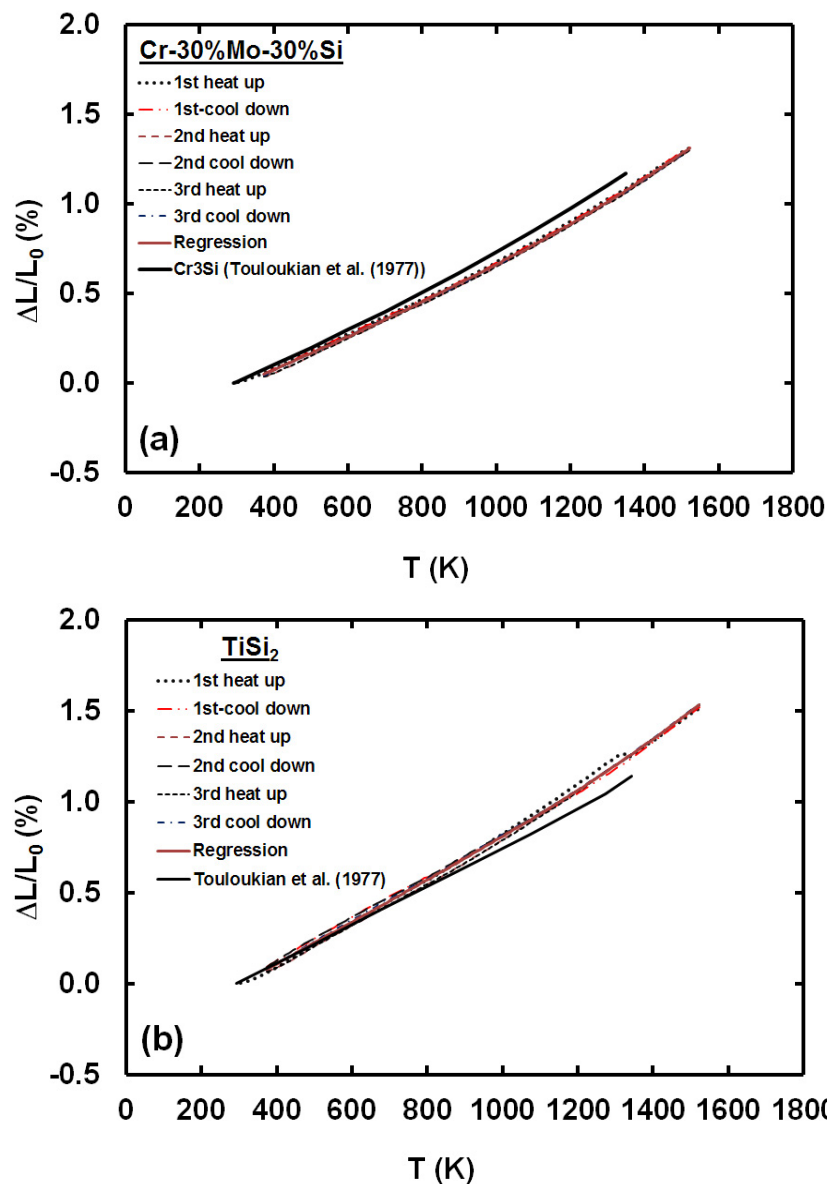 2.0
Cr-30%Mo-30%Si
1st heat up
1st-cool down
2nd heat up
2nd cool down
3rd heat up
3rd cool down
Regression
Cr3Si (Touloukian et al. (1977))
1.5
1.0
0.5
0.0
-0.5
ΔL/L₀ (%)
(a)
0 200 400 600 800 1000 1200 1400 1600 1800
T (K)
2.0
TiSi₂
1st heat up
1st-cool down
2nd heat up
2nd cool down
3rd heat up
3rd cool down
Regression
Touloukian et al. (1977)
1.5
1.0
0.5
0.0
-0.5
ΔL/L₀ (%)
(b)
0 200 400 600 800 1000 1200 1400 1600 1800
T (K)